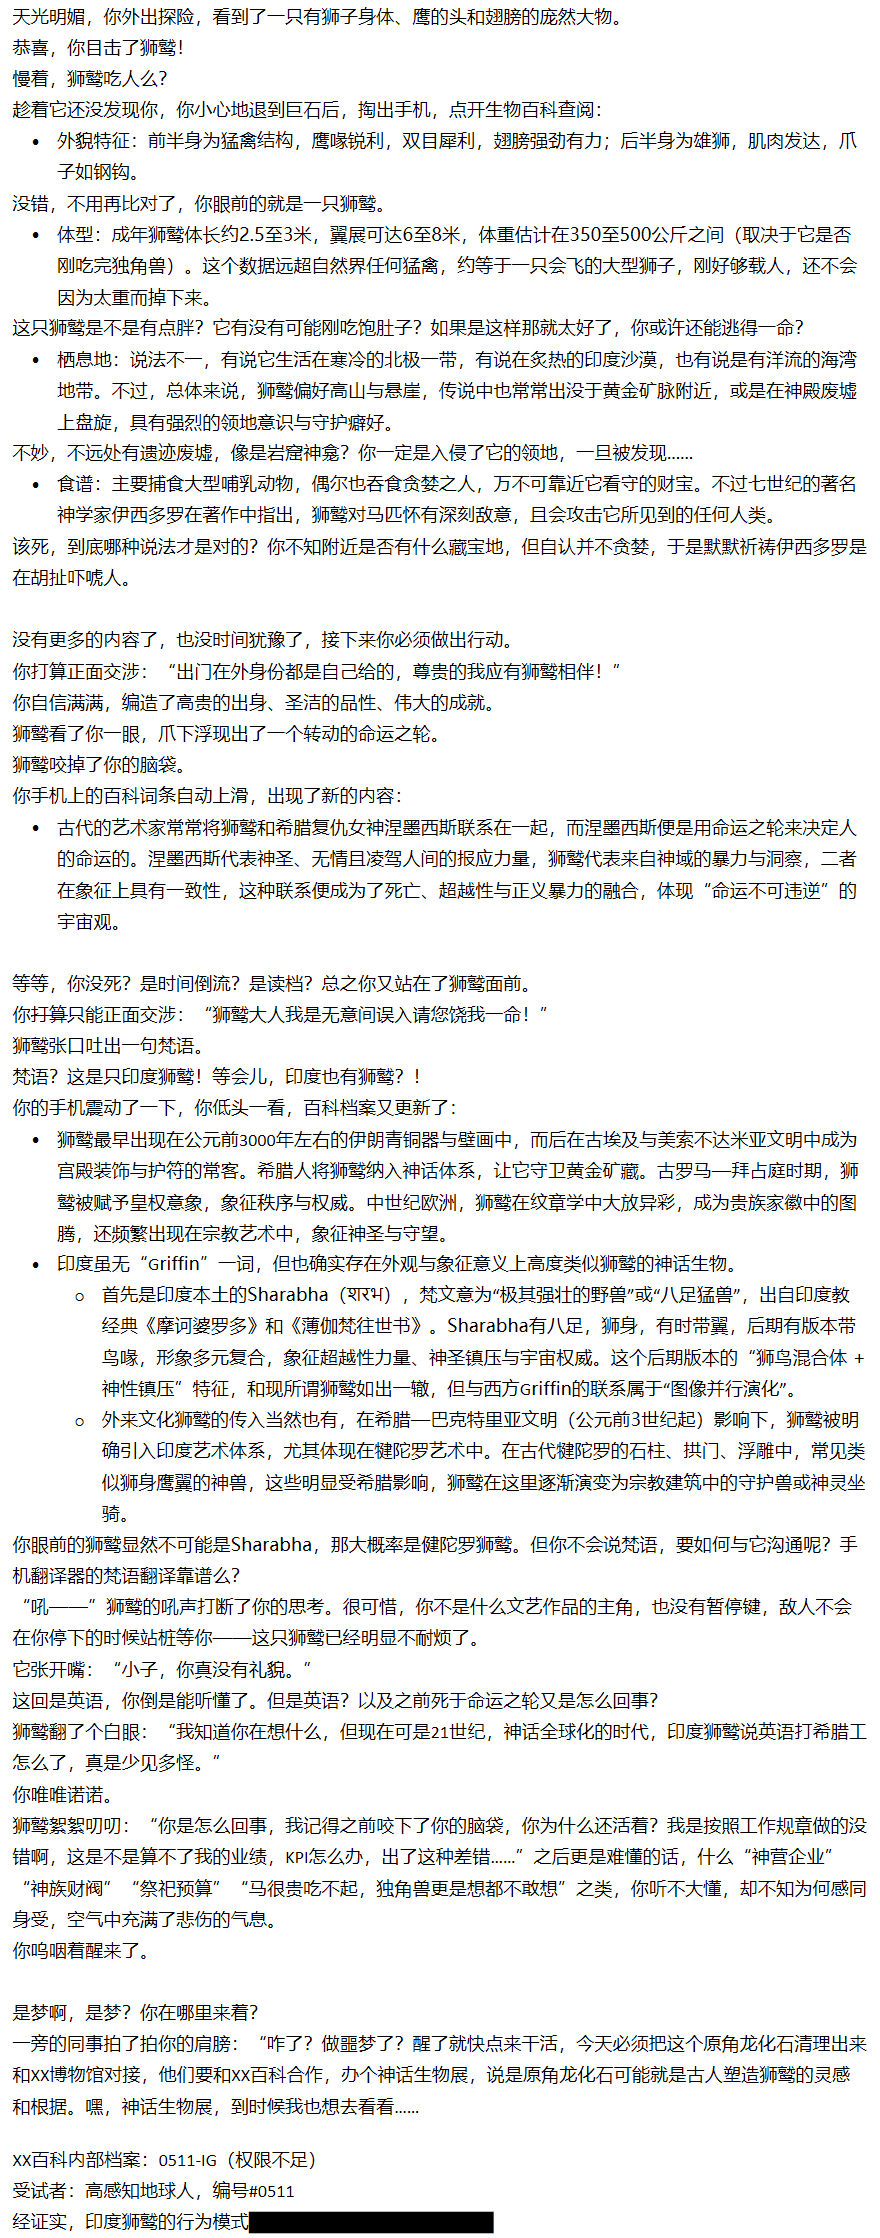 天光明媚，你外出探险，看到了一只有狮子身体、鹰的头和翅膀的庞然大物。
恭喜，你目击了狮鹫！
慢着，狮鹫吃人么？
趁着它还没发现你，你小心地退到巨石后，掏出手机，点开生物百科查阅：
• 外貌特征：前半身为猛禽结构，鹰喙锐利，双目犀利，翅膀强劲有力；后半身为雄狮，肌肉发达，爪
子如钢钩。
没错，不用再比对了，你眼前的就是一只狮鹫。
• 体型：成年狮鹫体长约2.5至3米，翼展可达6至8米，体重估计在350至500公斤之间（取决于它是否
刚吃完独角兽）。这个数据远超自然界任何猛禽，约等于一只会飞的大型狮子，刚好够载人，还不会
因为太重而掉下来。
这只狮鹫是不是有点胖？它有没有可能刚吃饱肚子？如果是这样那就太好了，你或许还能逃得一命？
• 栖息地：说法不一，有说它生活在寒冷的北极一带，有说在炙热的印度沙漠，也有说是有洋流的海湾
地带。不过，总体来说，狮鹫偏好高山与悬崖，传说中也常常出没于黄金矿脉附近，或是在神殿废墟
上盘旋，具有强烈的领地意识与守护癖好。
不妙，不远处有遗迹废墟，像是岩窟神龛？你一定是入侵了它的领地，一旦被发现……
• 食谱：主要捕食大型哺乳动物，偶尔也吞食贪婪之人，万不可靠近它看守的财宝。不过七世纪的著名
神学家伊西多罗在著作中指出，狮鹫对马匹怀有深刻敌意，且会攻击它所见到的任何人类。
该死，到底哪种说法才是对的？你不知附近是否有什么藏宝地，但自认并不贪婪，于是默默祈祷伊西多罗是
在胡扯吓唬人。
没有更多的内容了，也没时间犹豫了，接下来你必须做出行动。
你打算正面交涉：“出门在外身份都是自己给的，尊贵的我应有狮鹫相伴！”
你自信满满，编造了高贵的出身、圣洁的品性、伟大的成就。
狮鹫看了你一眼，爪下浮现出了一个转动的命运之轮。
狮鹫咬掉了你的脑袋。
你手机上的百科词条自动上滑，出现了新的内容：
• 古代的艺术家常常将狮鹫和希腊复仇女神涅墨西斯联系在一起，而涅墨西斯便是用命运之轮来决定人
的命运的。涅墨西斯代表神圣、无情且凌驾人间的报应力量，狮鹫代表来自神域的暴力与洞察，二者
在象征上具有一致性，这种联系便成为了死亡、超越性与正义暴力的融合，体现“命运不可违逆”的
宇宙观。
等等，你没死？是时间倒流？是读档？总之你又站在了狮鹫面前。
你打算只能正面交涉：“狮鹫大人我是无意间误入请您饶我一命！”
狮鹫张口吐出一句梵语。
梵语？这是只印度狮鹫！等会儿，印度也有狮鹫？！
你的手机震动了一下，你低头一看，百科档案又更新了：
• 狮鹫最早出现在公元前3000年左右的伊朗青铜器与壁画中，而后在古埃及与美索不达米亚文明中成为
宫殿装饰与护符的常客。希腊人将狮鹫纳入神话体系，让它守卫黄金矿藏。古罗马—拜占庭时期，狮
鹫被赋予皇权意象，象征秩序与权威。中世纪欧洲，狮鹫在纹章学中大放异彩，成为贵族家徽中的图
腾，还频繁出现在宗教艺术中，象征神圣与守望。
• 印度虽无“Griffin”一词，但也确实存在外观与象征意义上高度类似狮鹫的神话生物。
○ 首先是印度本土的Sharabha（शरभ），梵文意为“极其强壮的野兽”或“八足猛兽”，出自印度教
经典《摩诃婆罗多》和《薄伽梵往世书》。Sharabha有八足，狮身，有时带翼，后期有版本带
鸟喙，形象多元复合，象征超越性力量、神圣镇压与宇宙权威。这个后期版本的“狮鸟混合体 +
神性镇压”特征，和现所谓狮鹫如出一辙，但与西方Griffin的联系属于“图像并行演化”。
○ 外来文化狮鹫的传入当然也有，在希腊—巴克特里亚文明（公元前3世纪起）影响下，狮鹫被明
确引入印度艺术体系，尤其体现在犍陀罗艺术中。在古代犍陀罗的石柱、拱门、浮雕中，常见类
似狮身鹰翼的神兽，这些明显受希腊影响，狮鹫在这里逐渐演变为宗教建筑中的守护兽或神灵坐
骑。
你眼前的狮鹫显然不可能是Sharabha，那大概率是健陀罗狮鹫。但你不会说梵语，要如何与它沟通呢？手
机翻译器的梵语翻译靠谱么？
“吼——”狮鹫的吼声打断了你的思考。很可惜，你不是什么文艺作品的主角，也没有暂停键，敌人不会
在你停下的时候站桩等你——这只狮鹫已经明显不耐烦了。
它张开嘴：“小子，你真没有礼貌。”
这回是英语，你倒是能听懂了。但是英语？以及之前死于命运之轮又是怎么回事？
狮鹫翻了个白眼：“我知道你在想什么，但现在可是21世纪，神话全球化的时代，印度狮鹫说英语打希腊工
怎么了，真是少见多怪。”
你唯唯诺诺。
狮鹫絮絮叨叨：“你是怎么回事，我记得之前咬下了你的脑袋，你为什么还活着？我是按照工作规章做的没
错啊，这是不是算不了我的业绩，KPI怎么办，出了这种差错……”之后更是难懂的话，什么“神营企业”
“神族财阀”“祭祀预算”“马很贵吃不起，独角兽更是想都不敢想”之类，你听不大懂，却不知为何感同
身受，空气中充满了悲伤的气息。
你呜咽着醒来了。
是梦啊，是梦？你在哪里来着？
一旁的同事拍了拍你的肩膀：“咋了？做噩梦了？醒了就快点来干活，今天必须把这个原角龙化石清理出来
和XX博物馆对接，他们要和XX百科合作，办个神话生物展，说是原角龙化石可能就是古人塑造狮鹫的灵感
和根据。嘿，神话生物展，到时候我也想去看看……
XX百科内部档案：0511-IG（权限不足）
受试者：高感知地球人，编号#0511
经证实，印度狮鹫的行为模式